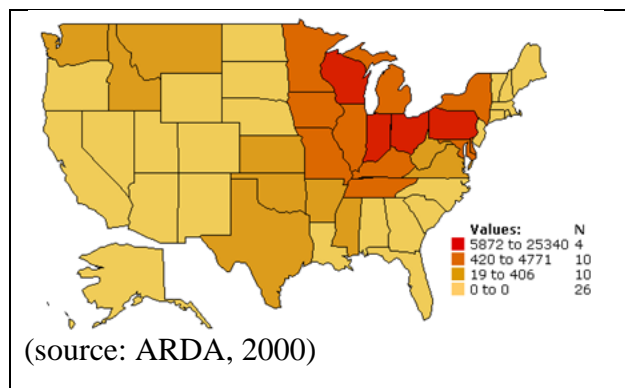 Values: N
5872 to 25340 4
420 to 4771 10
19 to 406 10
0 to 0 26
(source: ARDA, 2000)